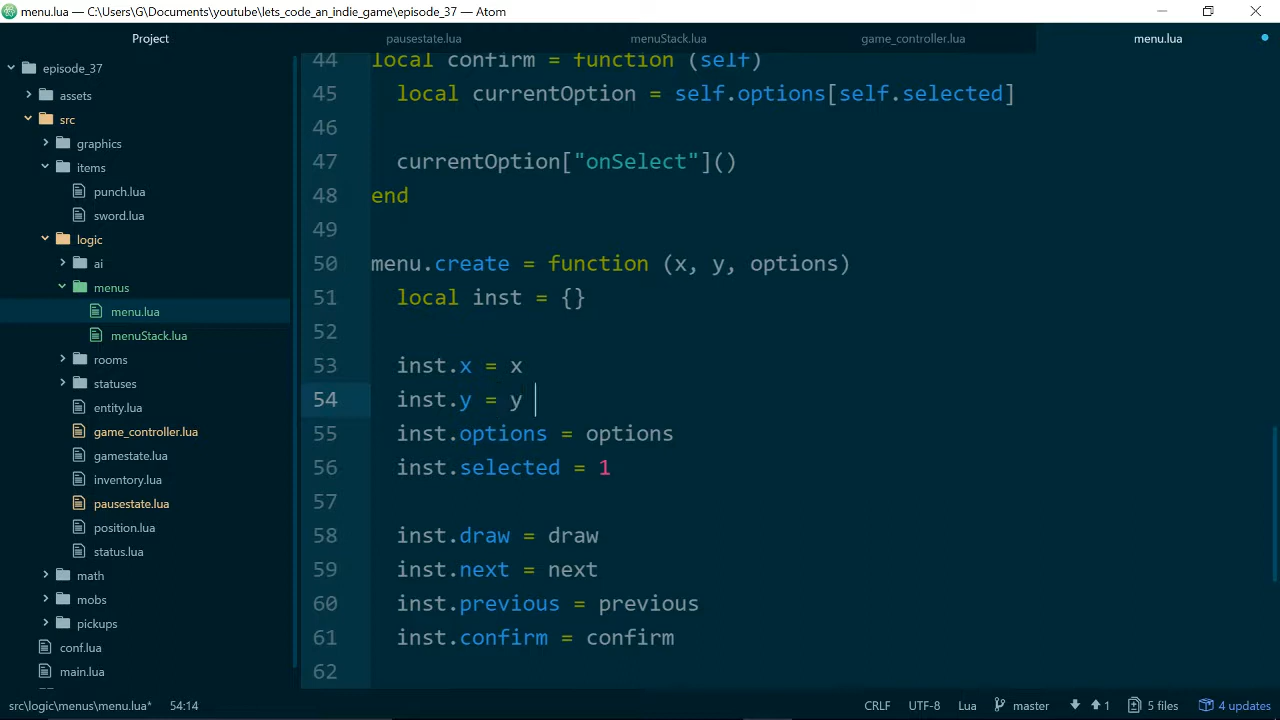 menu.lua — C:\Users\G\Documents\youtube\lets_code_an_indie_game\episode_37 — Atom
Project
pausestate.lua
menuStack.lua
game_controller.lua
menu.lua
episode_37
assets
src
graphics
items
punch.lua
sword.lua
logic
ai
menus
menu.lua
menuStack.lua
rooms
statuses
entity.lua
game_controller.lua
gamestate.lua
inventory.lua
pausestate.lua
position.lua
status.lua
math
mobs
pickups
conf.lua
main.lua
44 local confirm = function (self)
45 local currentOption = self.options[self.selected]
46
47 currentOption["onSelect"]()
48 end
49
50 menu.create = function (x, y, options)
51 local inst = {}
52
53 inst.x = x
54 inst.y = y
55 inst.options = options
56 inst.selected = 1
57
58 inst.draw = draw
59 inst.next = next
60 inst.previous = previous
61 inst.confirm = confirm
62
src\logic\menus\menu.lua* 54:14
CRLF UTF-8 Lua master 1 5 files 4 updates